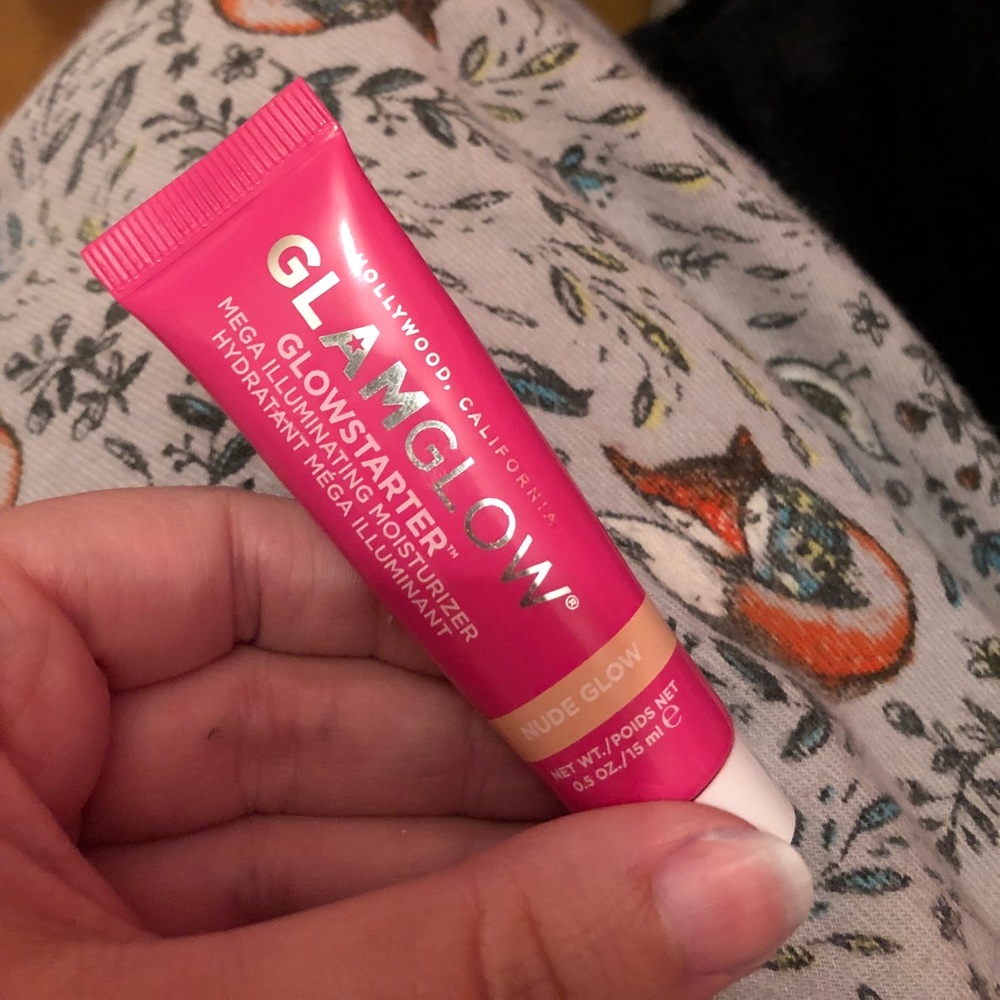 HOLLYWOOD, CALIFORNIA
GLAMGLOW®
GLOWSTARTER™
MEGA ILLUMINATING MOISTURIZER
HYDRATANT MÉGA ILLUMINANT
NUDE GLOW
NET WT./POIDS NET
0.5 OZ./15 ml ℮